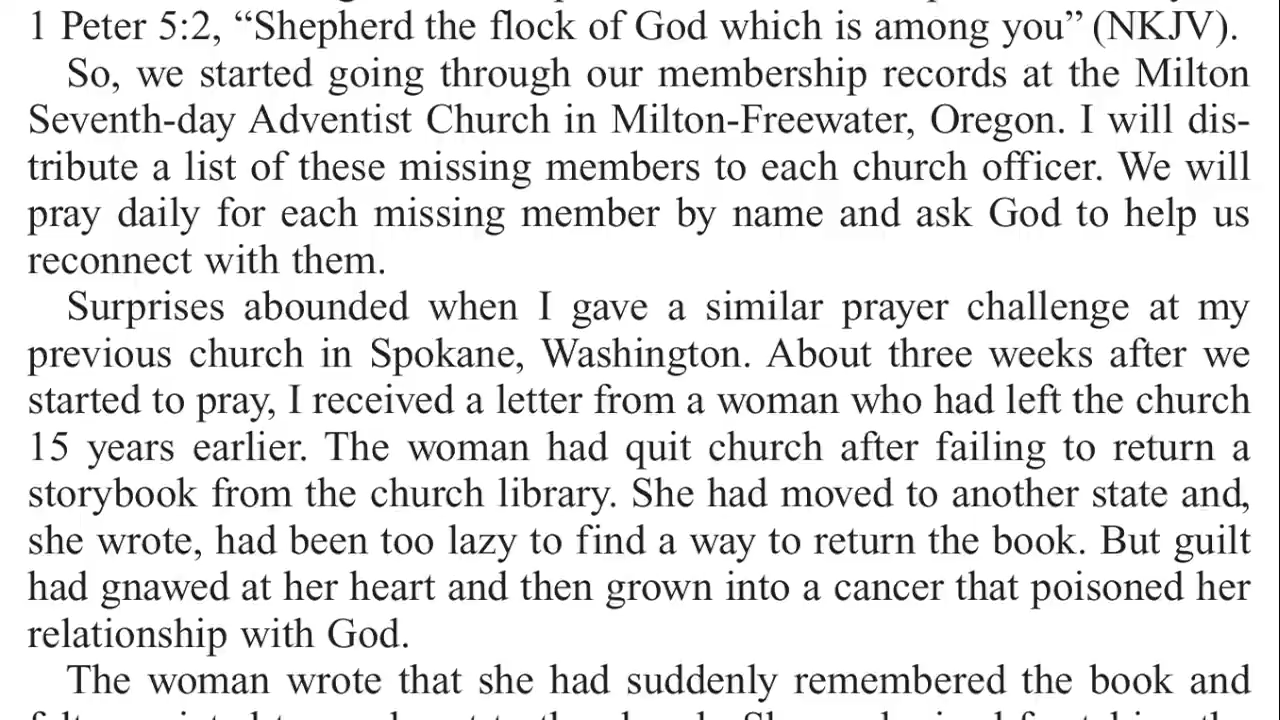 1 Peter 5:2, “Shepherd the flock of God which is among you” (NKJV).
So, we started going through our membership records at the Milton
Seventh-day Adventist Church in Milton-Freewater, Oregon. I will dis-
tribute a list of these missing members to each church officer. We will
pray daily for each missing member by name and ask God to help us
reconnect with them.
Surprises abounded when I gave a similar prayer challenge at my
previous church in Spokane, Washington. About three weeks after we
started to pray, I received a letter from a woman who had left the church
15 years earlier. The woman had quit church after failing to return a
storybook from the church library. She had moved to another state and,
she wrote, had been too lazy to find a way to return the book. But guilt
had gnawed at her heart and then grown into a cancer that poisoned her
relationship with God.
The woman wrote that she had suddenly remembered the book and